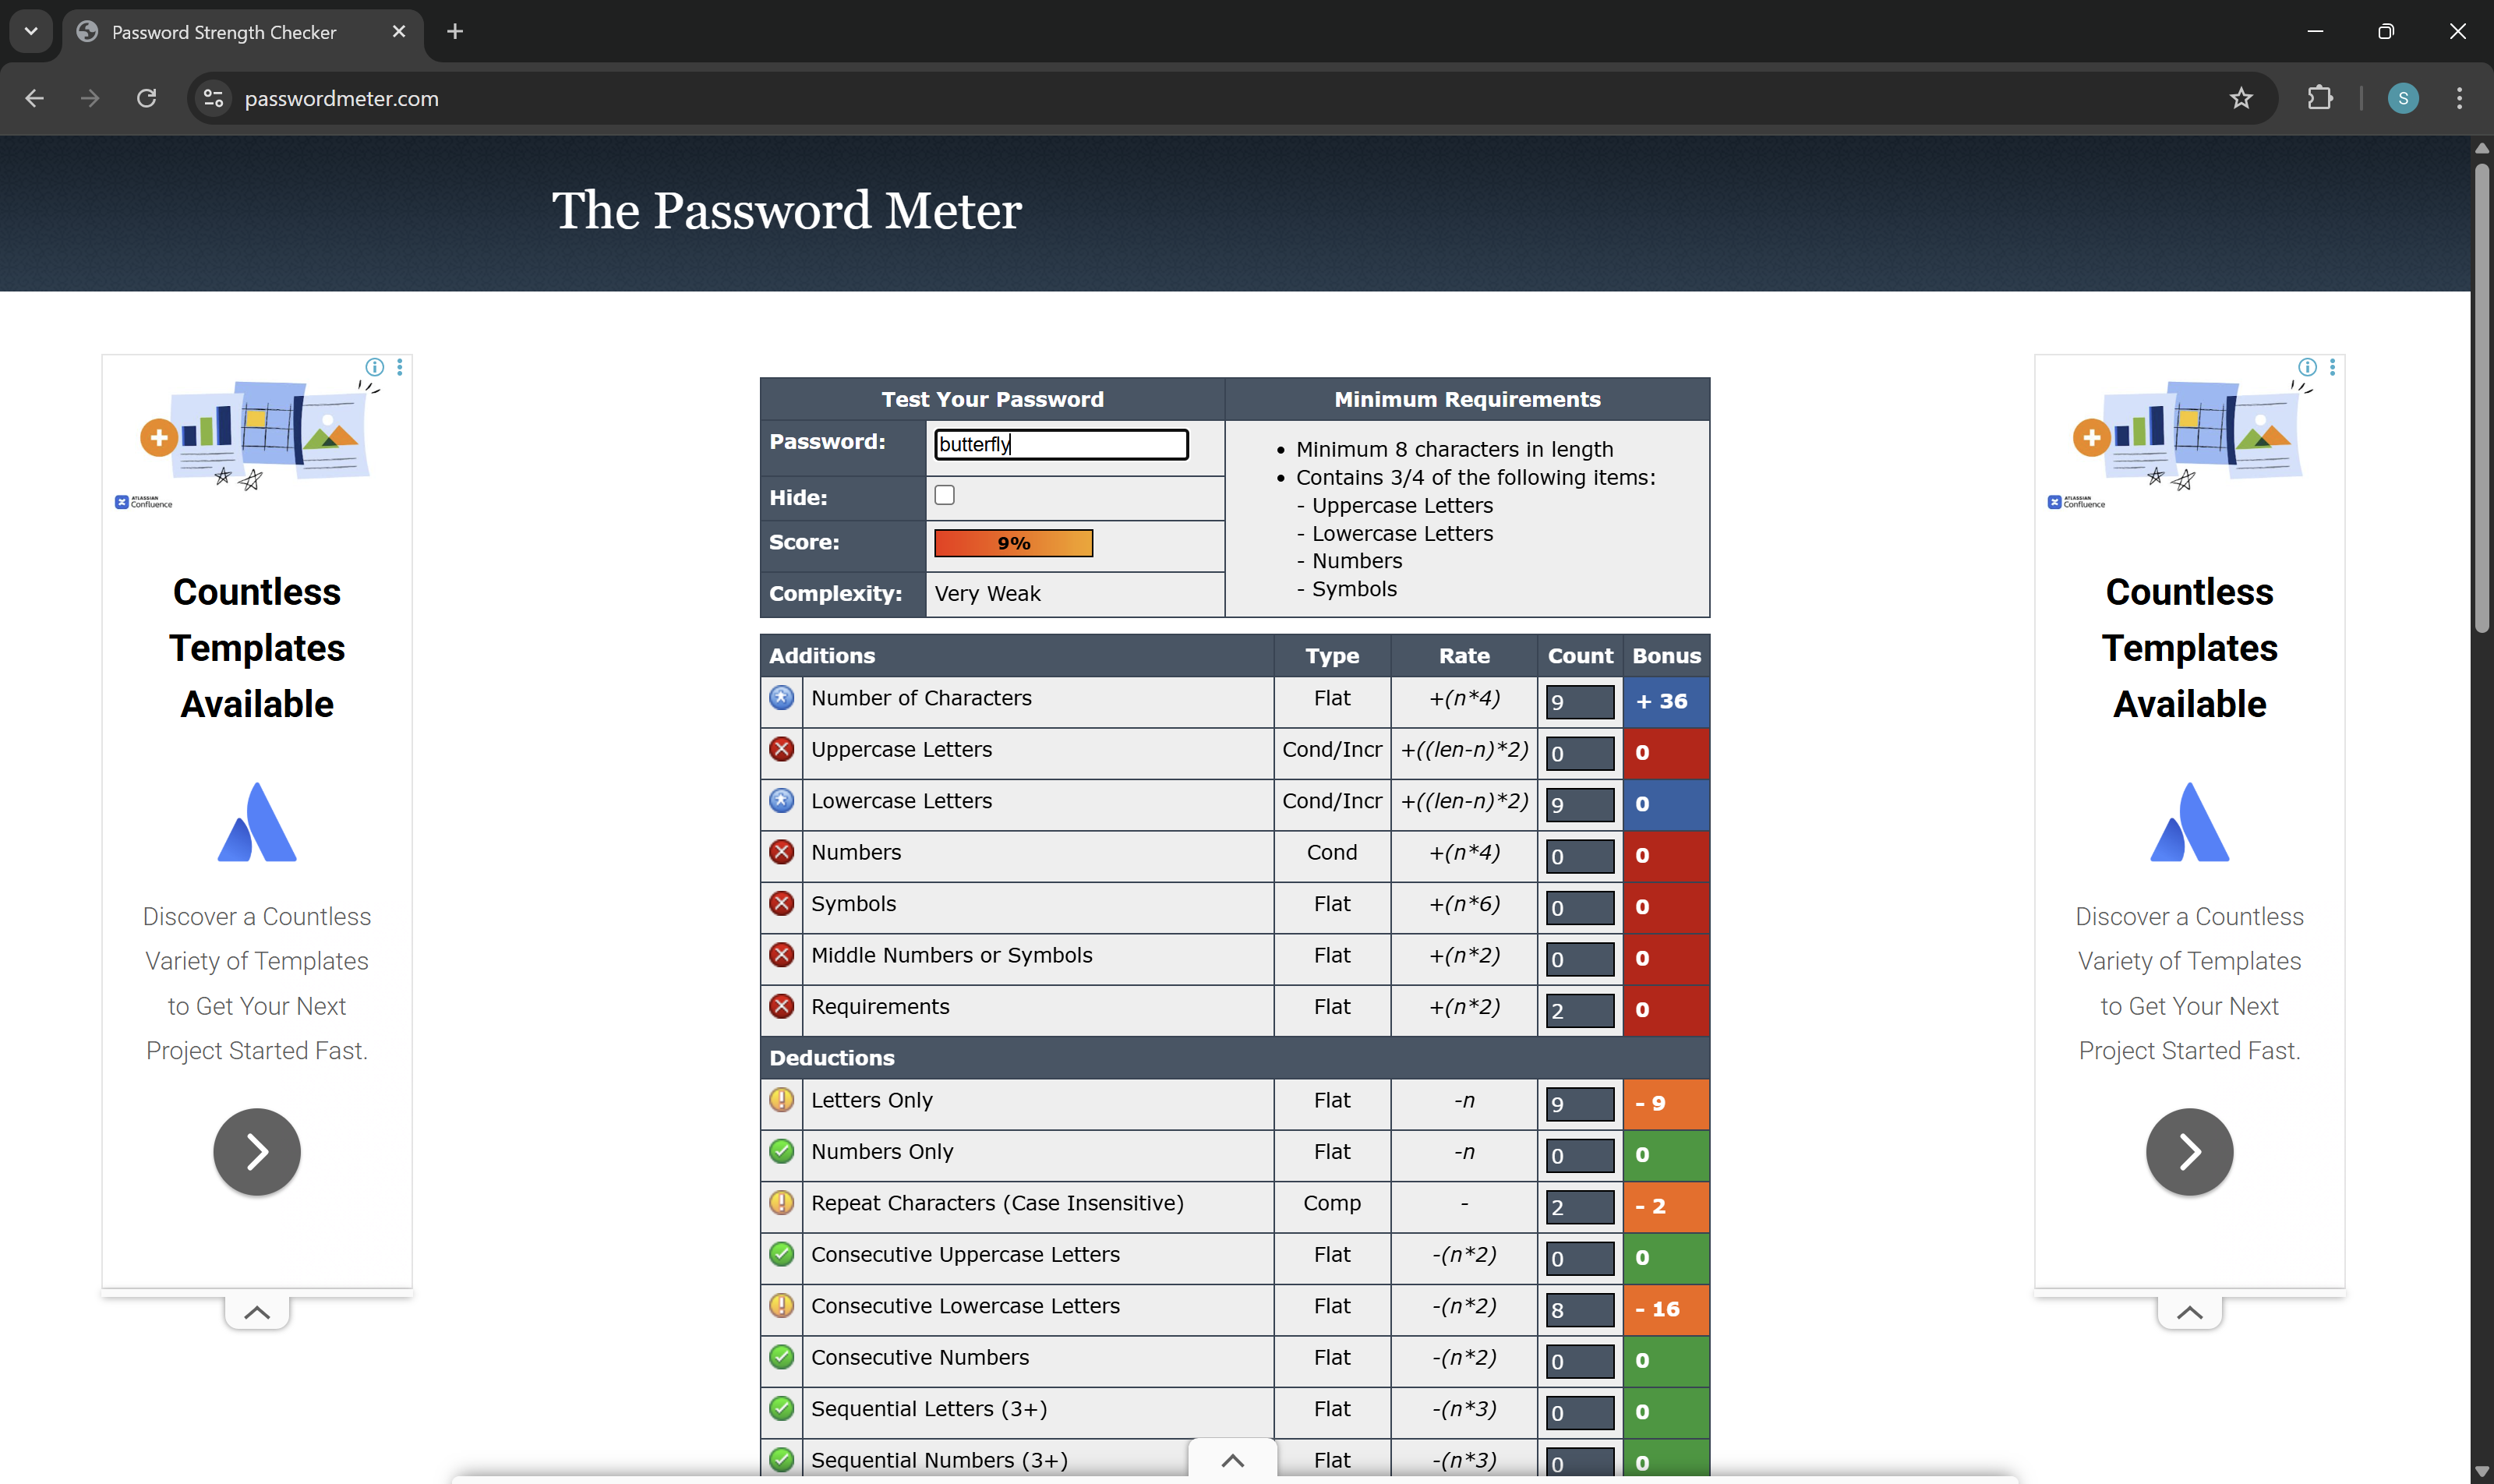 Password Strength Checker
passwordmeter.com
S
The Password Meter
ATLASSIAN
Confluence
Countless
Templates
Available
Discover a Countless
Variety of Templates
to Get Your Next
Project Started Fast.
Test Your Password Minimum Requirements
Password: butterfly
Hide:
Score: 9%
Complexity: Very Weak
• Minimum 8 characters in length
• Contains 3/4 of the following items:
- Uppercase Letters
- Lowercase Letters
- Numbers
- Symbols
Additions Type Rate Count Bonus
Number of Characters Flat +(n*4) 9 + 36
Uppercase Letters Cond/Incr +((len-n)*2) 0 0
Lowercase Letters Cond/Incr +((len-n)*2) 9 0
Numbers Cond +(n*4) 0 0
Symbols Flat +(n*6) 0 0
Middle Numbers or Symbols Flat +(n*2) 0 0
Requirements Flat +(n*2) 2 0
Deductions
Letters Only Flat -n 9 - 9
Numbers Only Flat -n 0 0
Repeat Characters (Case Insensitive) Comp - 2 - 2
Consecutive Uppercase Letters Flat -(n*2) 0 0
Consecutive Lowercase Letters Flat -(n*2) 8 - 16
Consecutive Numbers Flat -(n*2) 0 0
Sequential Letters (3+) Flat -(n*3) 0 0
Sequential Numbers (3+) Flat -(n*3) 0 0
ATLASSIAN
Confluence
Countless
Templates
Available
Discover a Countless
Variety of Templates
to Get Your Next
Project Started Fast.